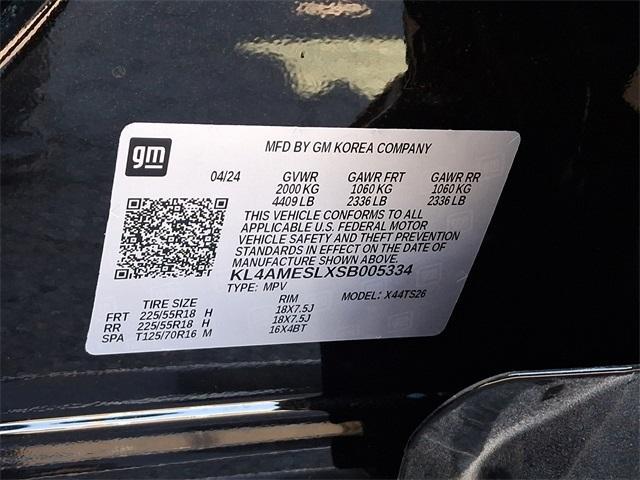 gm
MFD BY GM KOREA COMPANY
04/24 GVWR GAWR FRT GAWR RR
2000 KG 1060 KG 1060 KG
4409 LB 2336 LB 2336 LB
THIS VEHICLE CONFORMS TO ALL
APPLICABLE U.S. FEDERAL MOTOR
VEHICLE SAFETY AND THEFT PREVENTION
STANDARDS IN EFFECT ON THE DATE OF
MANUFACTURE SHOWN ABOVE.
KL4AMESLXSB005334
TYPE: MPV MODEL: X44TS26
TIRE SIZE RIM
FRT 225/55R18 H 18X7.5J
RR 225/55R18 H 18X7.5J
SPA T125/70R16 M 16X4BT